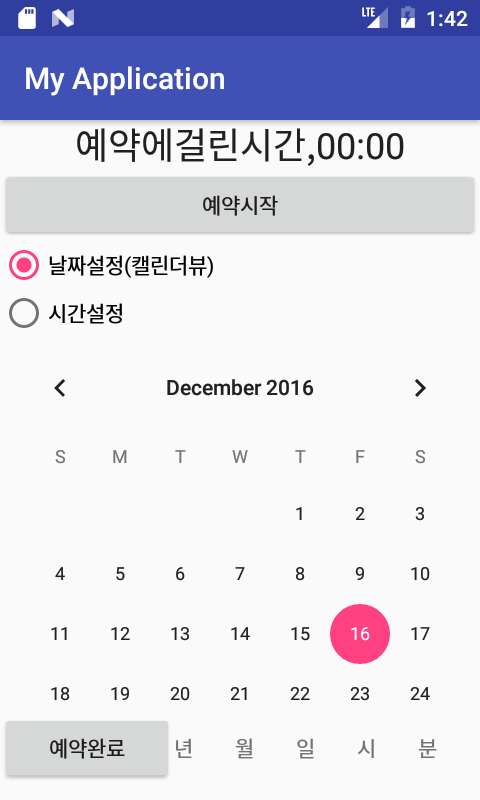 LTE 1:42
My Application
예약에걸린시간,00:00
예약시작
날짜설정(캘린더뷰)
시간설정
December 2016
S M T W T F S
1 2 3
4 5 6 7 8 9 10
11 12 13 14 15 16 17
18 19 20 21 22 23 24
예약완료 년 월 일 시 분